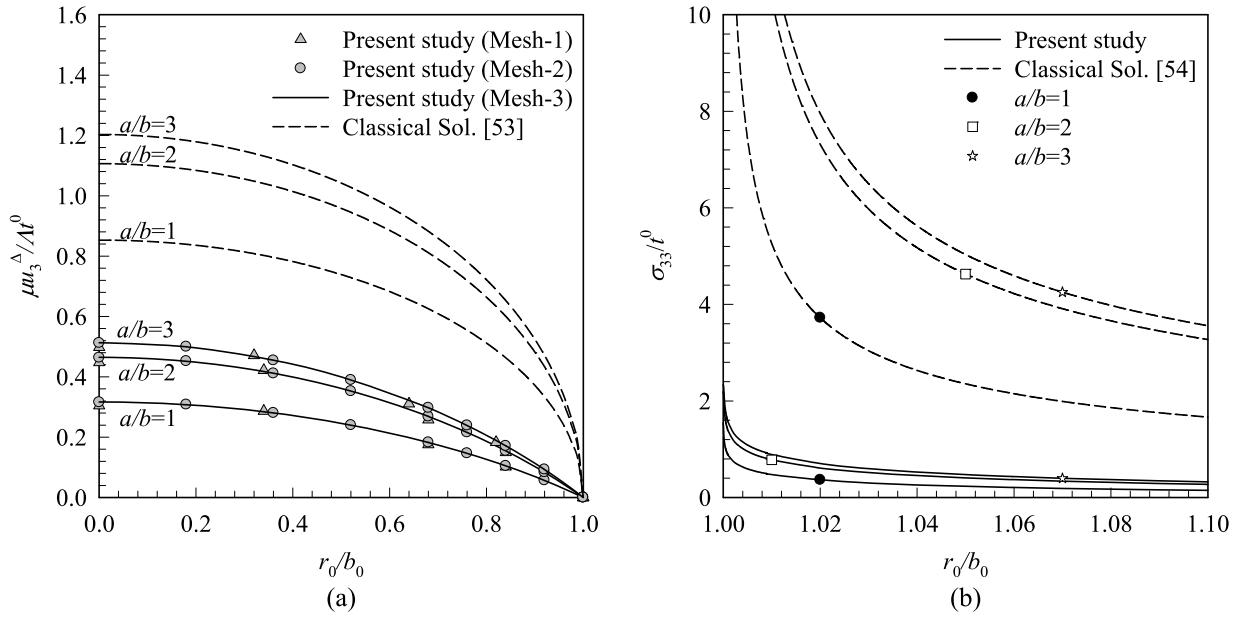 1.6
1.4
1.2
1.0
0.8
0.6
0.4
0.2
0.0
μu₃^Δ/Λt⁰
Present study (Mesh-1)
Present study (Mesh-2)
Present study (Mesh-3)
Classical Sol. [53]
a/b=3
a/b=2
a/b=1
a/b=3
a/b=2
a/b=1
0.0 0.2 0.4 0.6 0.8 1.0
r₀/b₀
(a)
10
8
6
4
2
0
σ₃₃/t⁰
Present study
Classical Sol. [54]
a/b=1
a/b=2
a/b=3
1.00 1.02 1.04 1.06 1.08 1.10
r₀/b₀
(b)